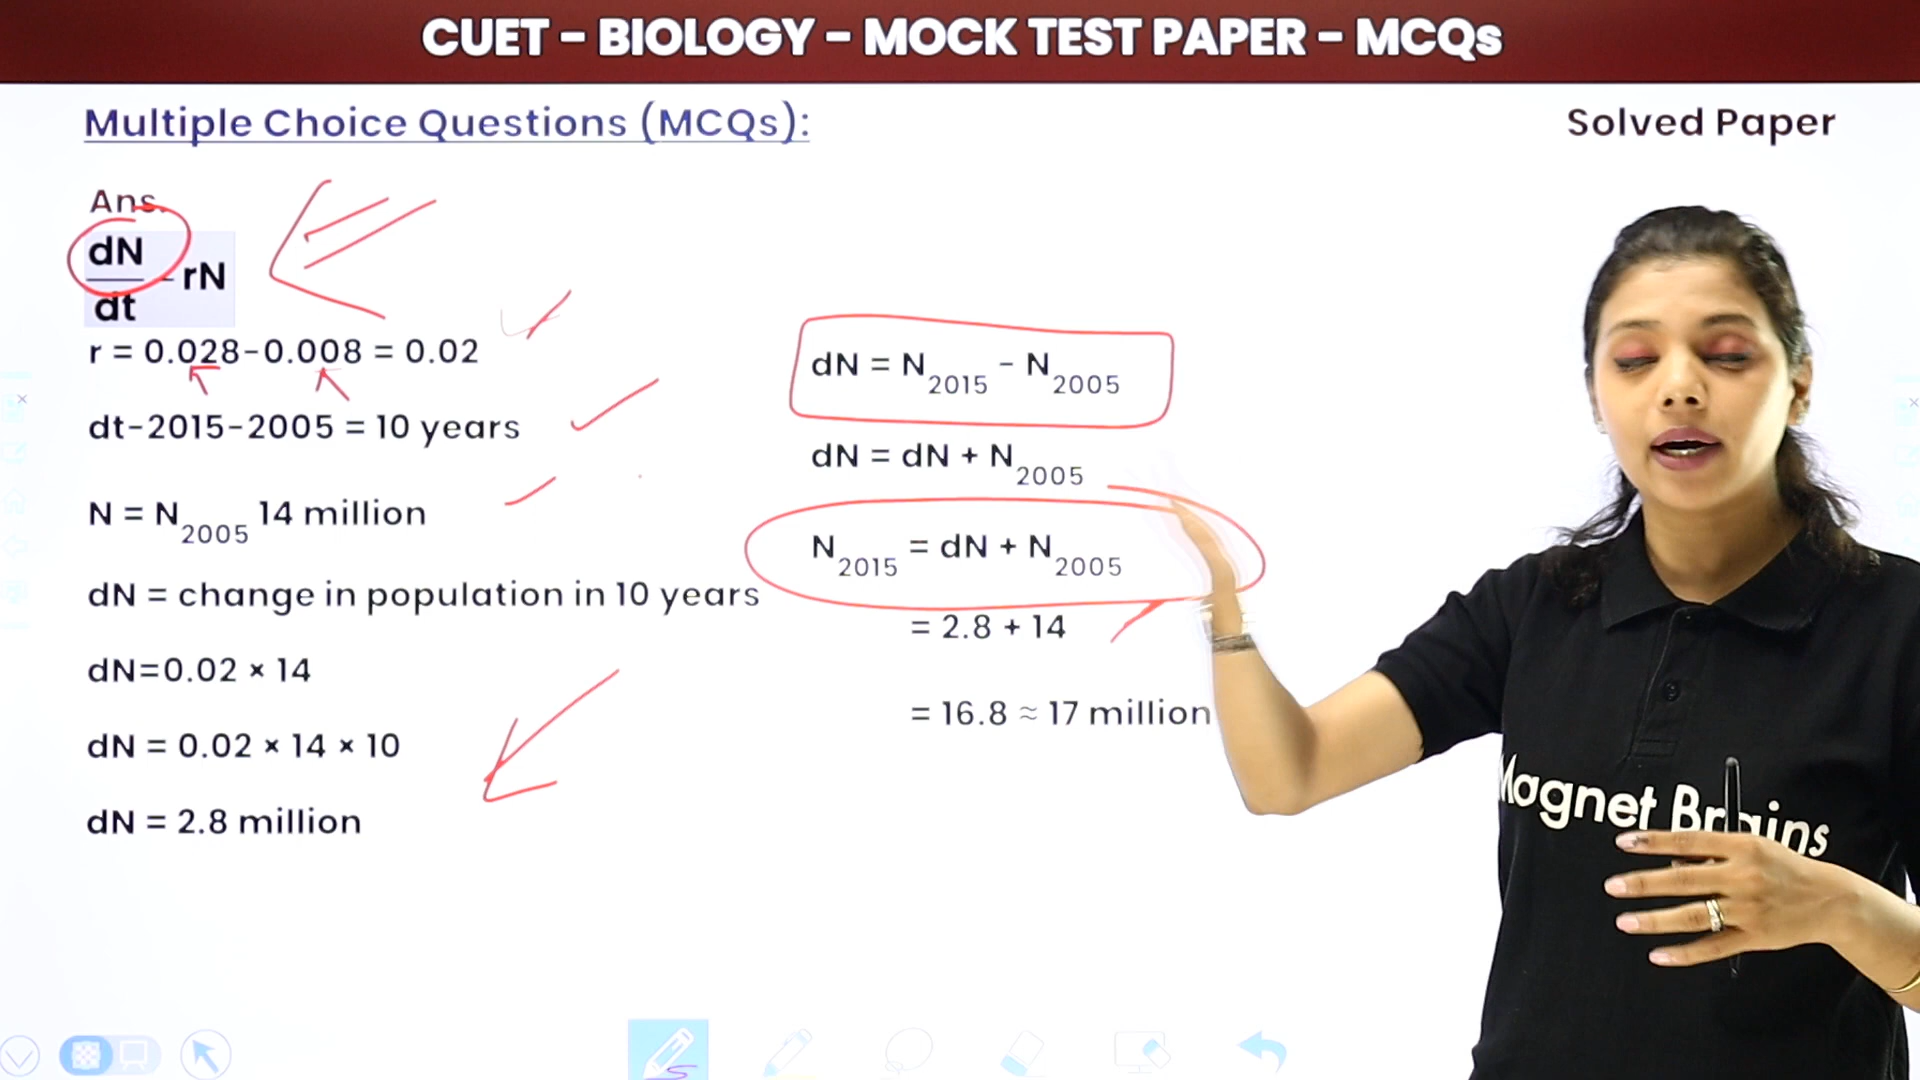 CUET - BIOLOGY - MOCK TEST PAPER - MCQs
Multiple Choice Questions (MCQs):
Solved Paper
Ans.
dN
dt
= rN
r = 0.028-0.008 = 0.02
dt-2015-2005 = 10 years
N = N2005 14 million
dN = change in population in 10 years
dN=0.02 × 14
dN = 0.02 × 14 × 10
dN = 2.8 million
dN = N2015 - N2005
dN = dN + N2005
N2015 = dN + N2005
= 2.8 + 14
= 16.8 ≈ 17 million
Magnet Brains